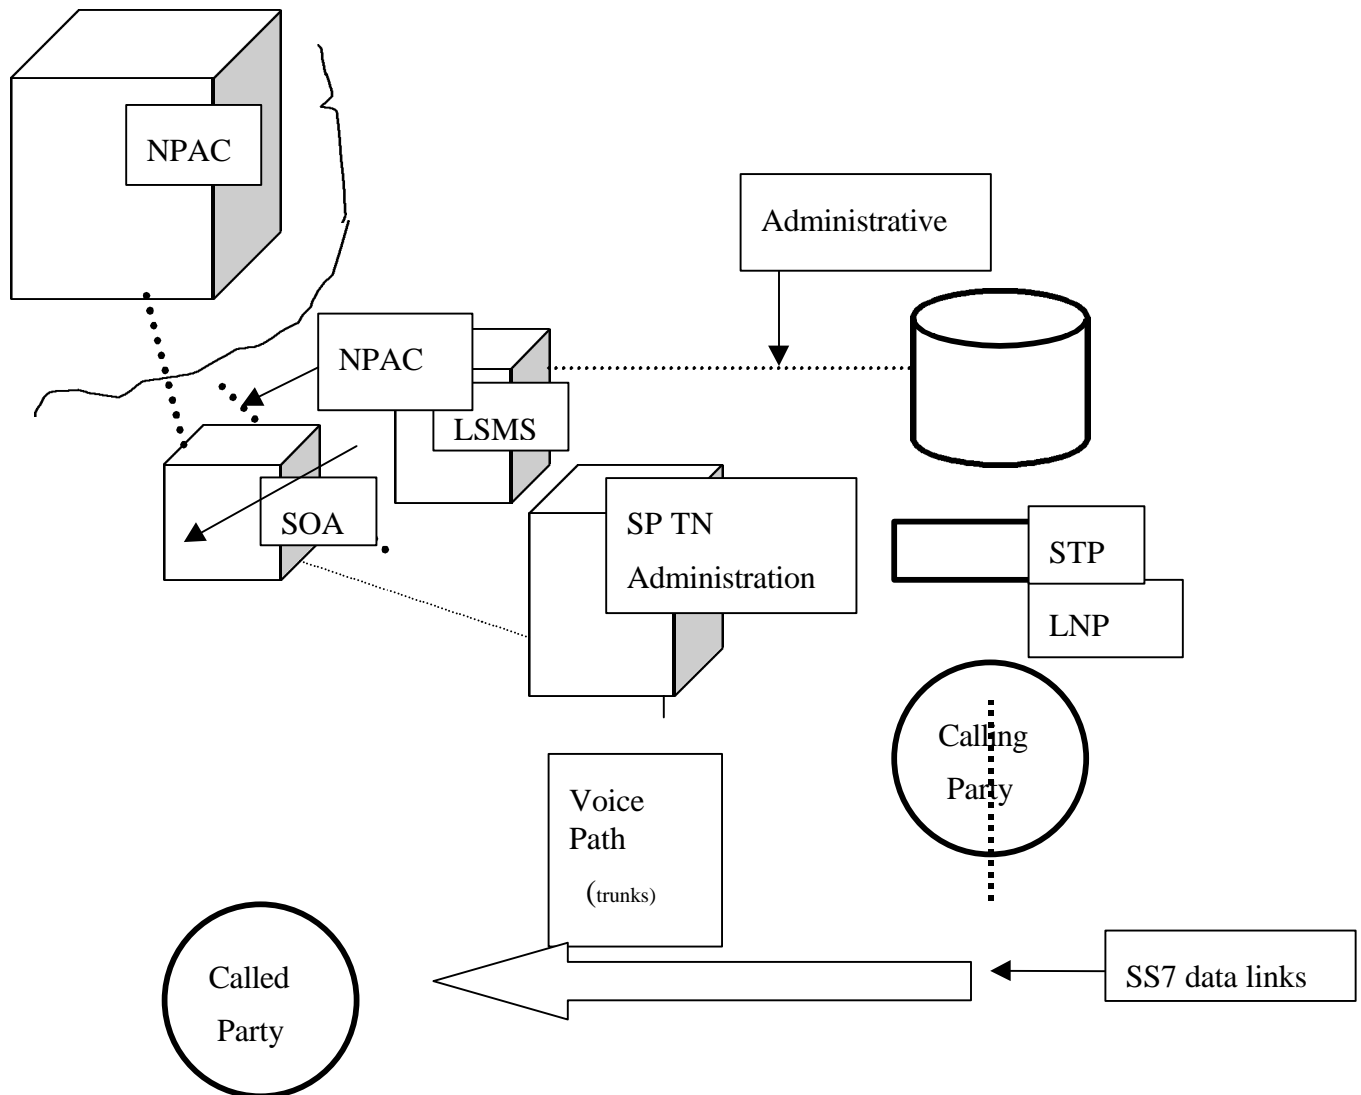 NPAC
Administrative
NPAC
LSMS
SOA
SP TN
Administration
STP
LNP
Calling
Party
Voice
Path
(trunks)
Called
Party
SS7 data links